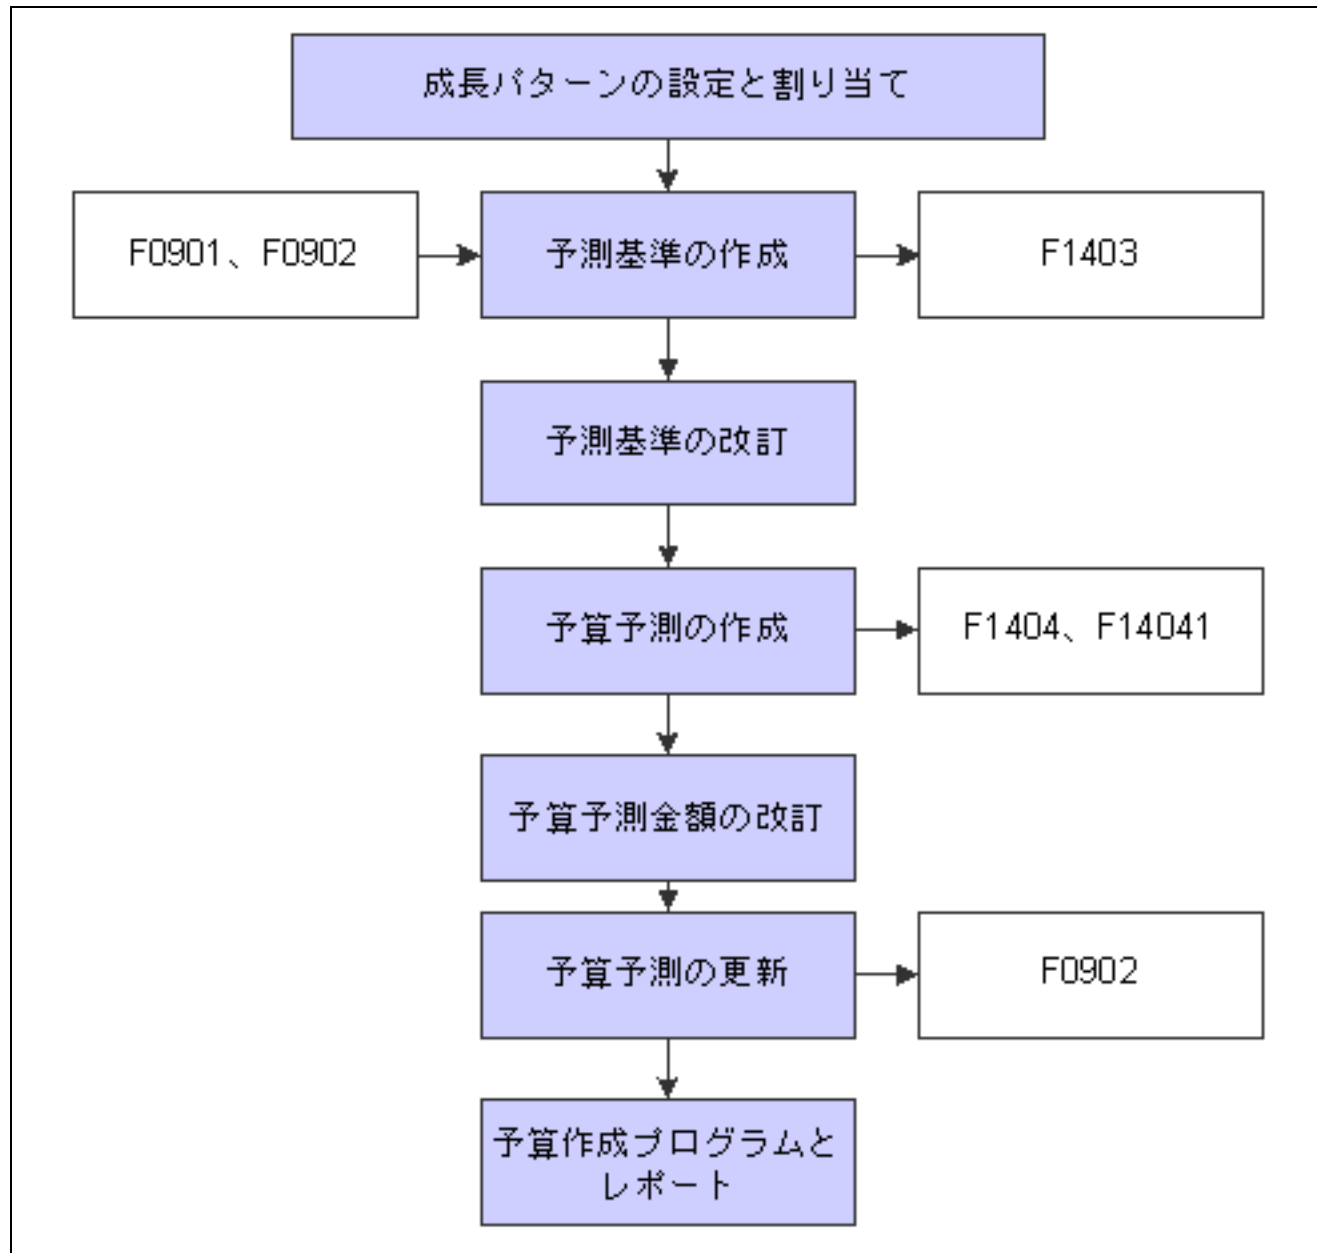 成長パターンの設定と割り当て
F0901、F0902
予測基準の作成
F1403
予測基準の改訂
予算予測の作成
F1404、F14041
予算予測金額の改訂
予算予測の更新
F0902
予算作成プログラムと
レポート